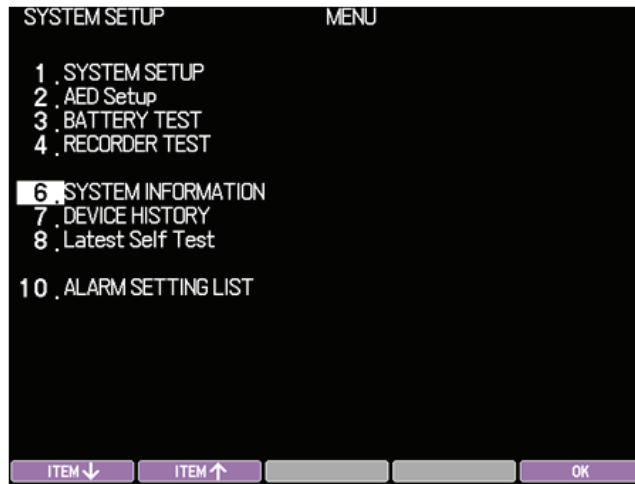 SYSTEM SETUP MENU
1 . SYSTEM SETUP
2 . AED Setup
3 . BATTERY TEST
4 . RECORDER TEST
6 . SYSTEM INFORMATION
7 . DEVICE HISTORY
8 . Latest Self Test
10 . ALARM SETTING LIST
ITEM↓ ITEM↑ OK